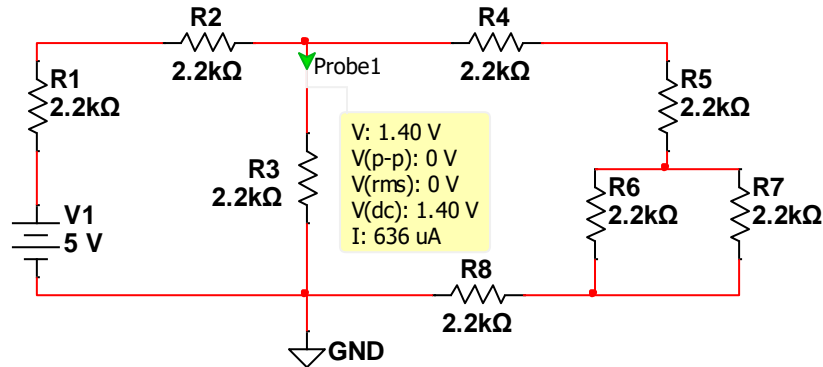 R2
2.2kΩ
R4
2.2kΩ
Probe1
R1
2.2kΩ
R5
2.2kΩ
V: 1.40 V
V(p-p): 0 V
V(rms): 0 V
V(dc): 1.40 V
I: 636 uA
R3
2.2kΩ
R6
2.2kΩ
R7
2.2kΩ
V1
5 V
R8
2.2kΩ
GND